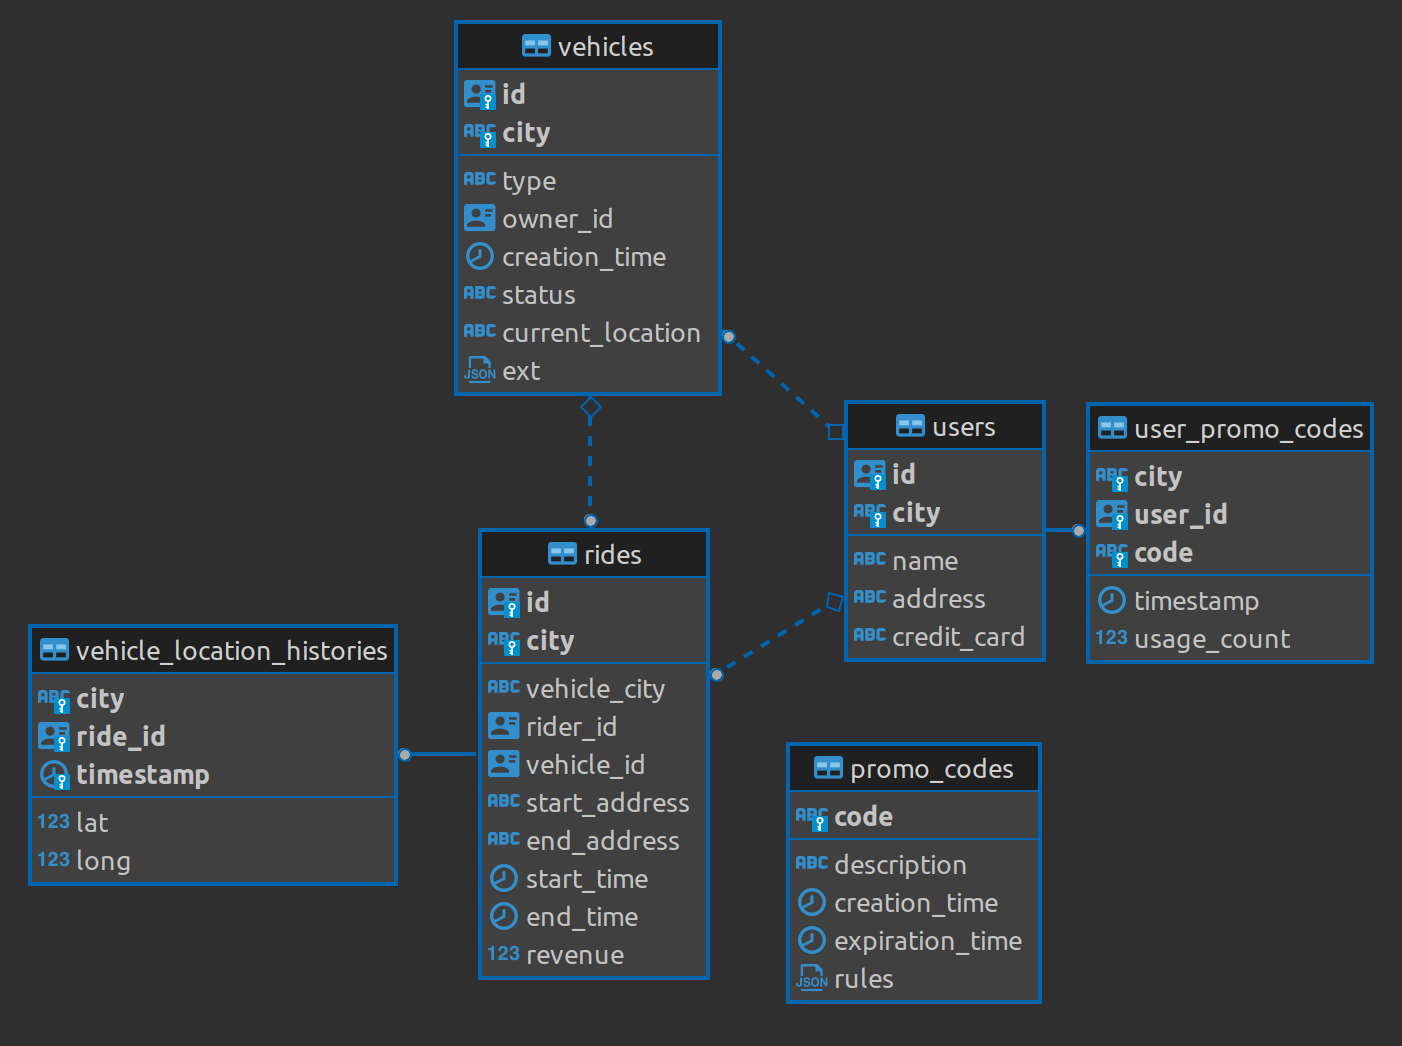 vehicles
id
city
type
owner_id
creation_time
status
current_location
ext
users
id
city
name
address
credit_card
user_promo_codes
city
user_id
code
timestamp
usage_count
rides
id
city
vehicle_city
rider_id
vehicle_id
start_address
end_address
start_time
end_time
revenue
vehicle_location_histories
city
ride_id
timestamp
lat
long
promo_codes
code
description
creation_time
expiration_time
rules